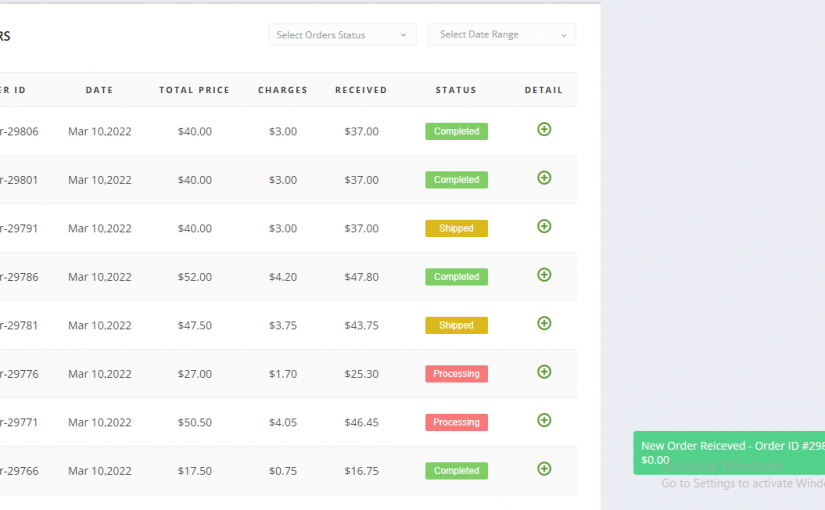 RS
Select Orders Status Select Date Range
ER ID DATE TOTAL PRICE CHARGES RECEIVED STATUS DETAIL
r-29806 Mar 10,2022 $40.00 $3.00 $37.00 Completed
r-29801 Mar 10,2022 $40.00 $3.00 $37.00 Completed
r-29791 Mar 10,2022 $40.00 $3.00 $37.00 Shipped
r-29786 Mar 10,2022 $52.00 $4.20 $47.80 Completed
r-29781 Mar 10,2022 $47.50 $3.75 $43.75 Shipped
r-29776 Mar 10,2022 $27.00 $1.70 $25.30 Processing
r-29771 Mar 10,2022 $50.50 $4.05 $46.45 Processing
r-29766 Mar 10,2022 $17.50 $0.75 $16.75 Completed
New Order Reiceved - Order ID #298
$0.00
Go to Settings to activate Windo